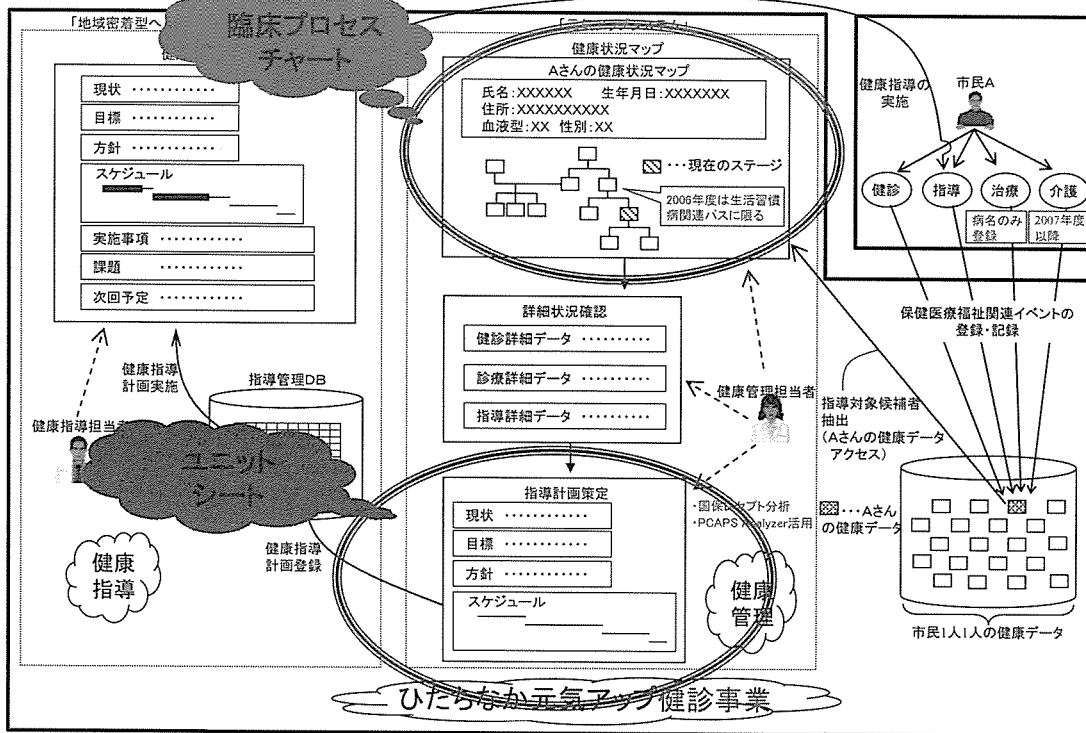 「地域密着型へ
臨床プロセス
チャート
現状 …………
目標 …………
方針 …………
スケジュール
実施事項 …………
課題 …………
次回予定 …………
健康指導
計画実施
指導管理DB
健康指導担当者
ユニット
シート
健康指導
計画登録
健康
指導
健康状況マップ
Aさんの健康状況マップ
氏名:XXXXXX 生年月日:XXXXXXX
住所:XXXXXXXXXX
血液型:XX 性別:XX
…現在のステージ
2006年度は生活習慣
病関連パスに限る
詳細状況確認
健診詳細データ ………
診療詳細データ ………
指導詳細データ ………
健康管理担当者
指導計画策定
現状 …………
目標 …………
方針 …………
スケジュール
・国保レセプト分析
・PCAPS Analyzer活用
健康
管理
ひたちなか元気アップ健診事業
健康指導の
実施
市民A
健診
指導
治療
介護
病名のみ
登録
2007年度
以降
保健医療福祉関連イベントの
登録・記録
指導対象候補者
抽出
(Aさんの健康データ
アクセス)
…Aさん
の健康データ
市民1人1人の健康データ